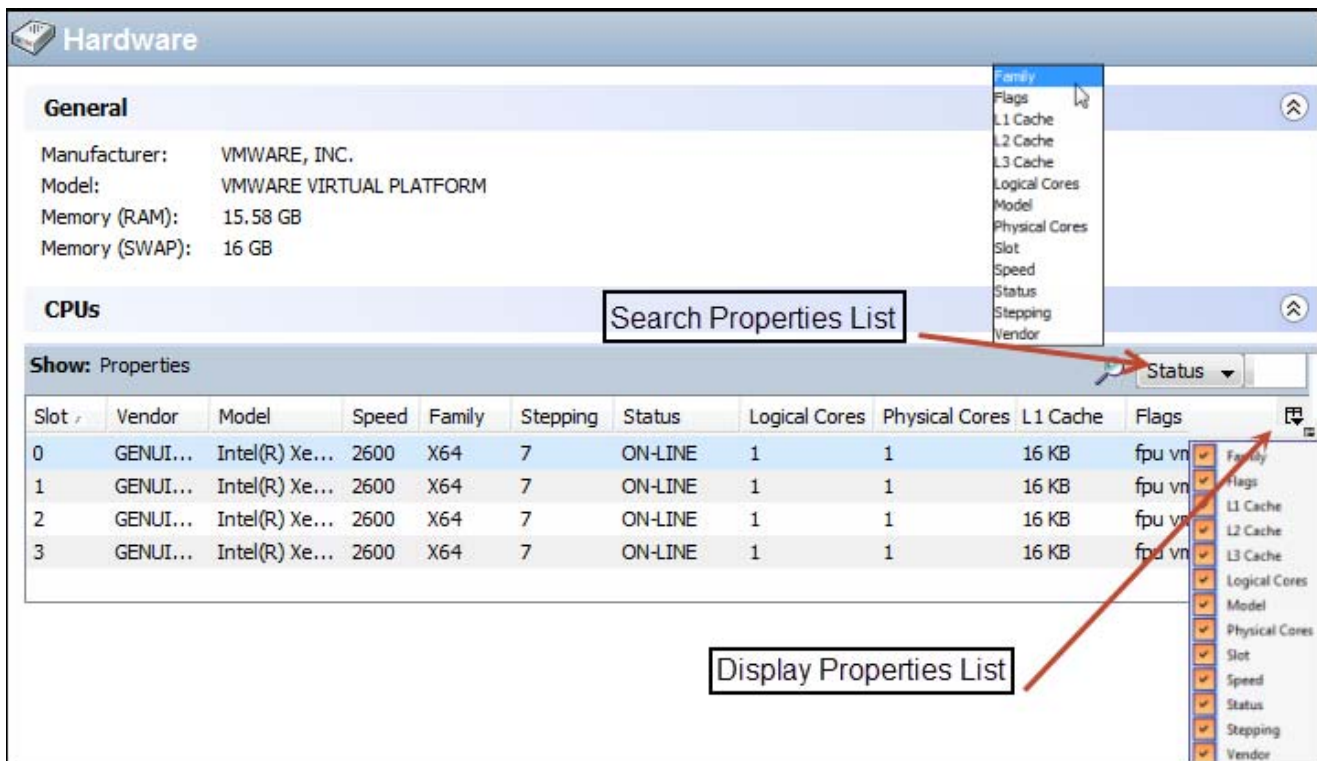 Hardware
General
Manufacturer: VMWARE, INC.
Model: VMWARE VIRTUAL PLATFORM
Memory (RAM): 15.58 GB
Memory (SWAP): 16 GB
Family
Flags
L1 Cache
L2 Cache
L3 Cache
Logical Cores
Model
Physical Cores
Slot
Speed
Status
Stepping
Vendor
CPUs
Search Properties List
Show: Properties
Status
Slot Vendor Model Speed Family Stepping Status Logical Cores Physical Cores L1 Cache Flags
0 GENUI... Intel(R) Xe... 2600 X64 7 ON-LINE 1 1 16 KB fpu vn
1 GENUI... Intel(R) Xe... 2600 X64 7 ON-LINE 1 1 16 KB fpu vn
2 GENUI... Intel(R) Xe... 2600 X64 7 ON-LINE 1 1 16 KB fpu vn
3 GENUI... Intel(R) Xe... 2600 X64 7 ON-LINE 1 1 16 KB fpu vn
Family
Flags
L1 Cache
L2 Cache
L3 Cache
Logical Cores
Model
Physical Cores
Slot
Speed
Status
Stepping
Vendor
Display Properties List